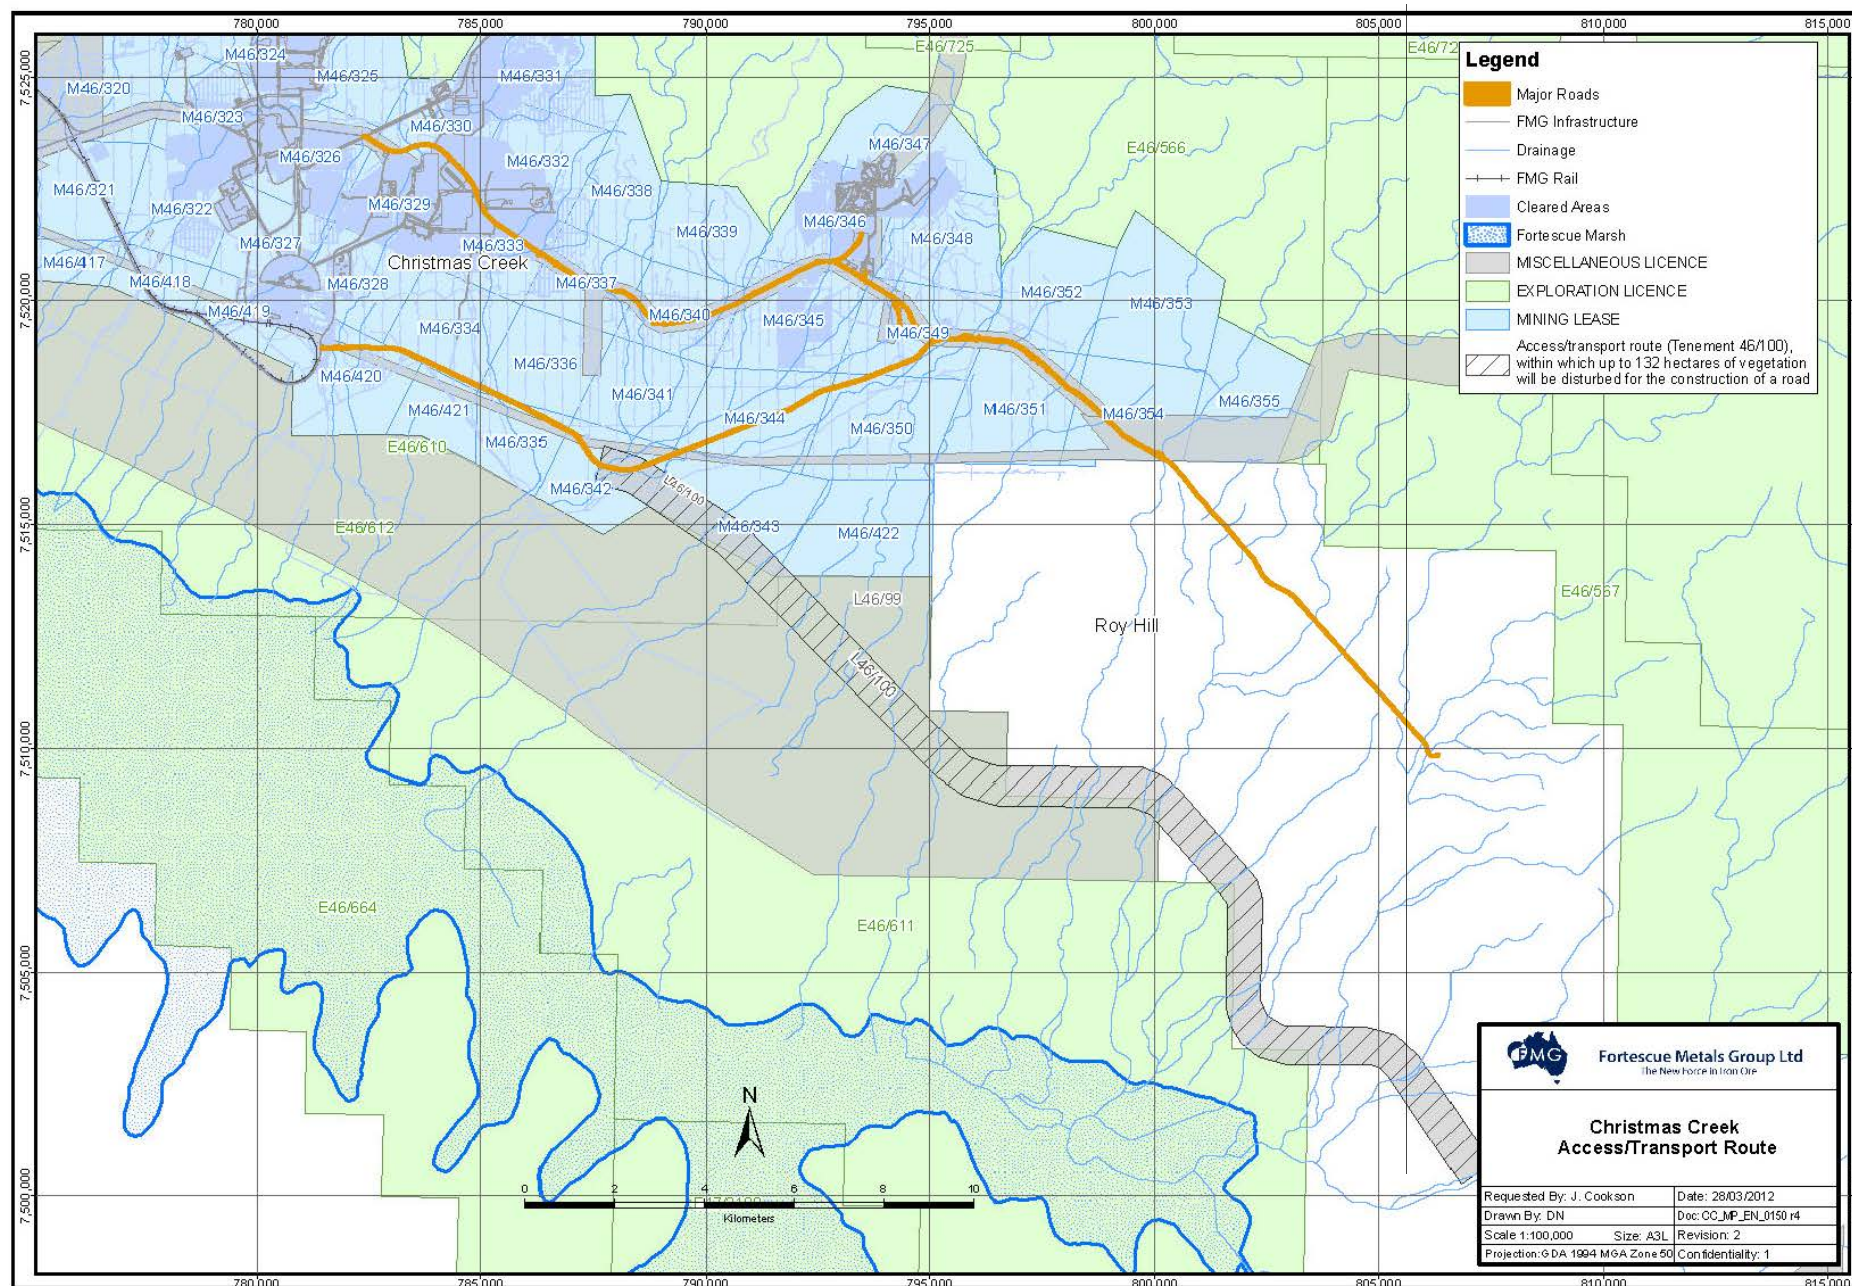 780,000
785,000
790,000
795,000
800,000
805,000
810,000
815,000
7,525,000
7,520,000
7,515,000
7,510,000
7,505,000
7,500,000
E46/725
M46/324
M46/325
M46/331
M46/320
M46/323
M46/330
M46/347
E46/566
M46/326
M46/332
M46/321
M46/322
M46/329
M46/338
M46/346
M46/327
M46/333
M46/339
M46/348
M46/417
Christmas Creek
M46/418
M46/328
M46/337
M46/352
M46/353
M46/419
M46/334
M46/340
M46/345
M46/349
M46/336
M46/420
M46/341
M46/421
M46/344
M46/351
M46/354
M46/355
E46/610
M46/335
M46/350
M46/342
L46/100
E46/612
M46/343
M46/422
L46/99
Roy Hill
E46/567
L46/100
E46/664
E46/611
Legend
Major Roads
FMG Infrastructure
Drainage
FMG Rail
Cleared Areas
Fortescue Marsh
MISCELLANEOUS LICENCE
EXPLORATION LICENCE
MINING LEASE
Access/transport route (Tenement 46/100),
within which up to 132 hectares of vegetation
will be disturbed for the construction of a road
N
0 2 4 6 8 10
Kilometers
FMG
Fortescue Metals Group Ltd
The New Force in Iron Ore
Christmas Creek
Access/Transport Route
Requested By: J. Cookson
Date: 28/03/2012
Drawn By: DN
Doc: CC_MP_EN_0150 r4
Scale 1:100,000 Size: A3L
Revision: 2
Projection: GDA 1994 MGA Zone 50
Confidentiality: 1
780,000
785,000
790,000
795,000
800,000
805,000
810,000
815,000